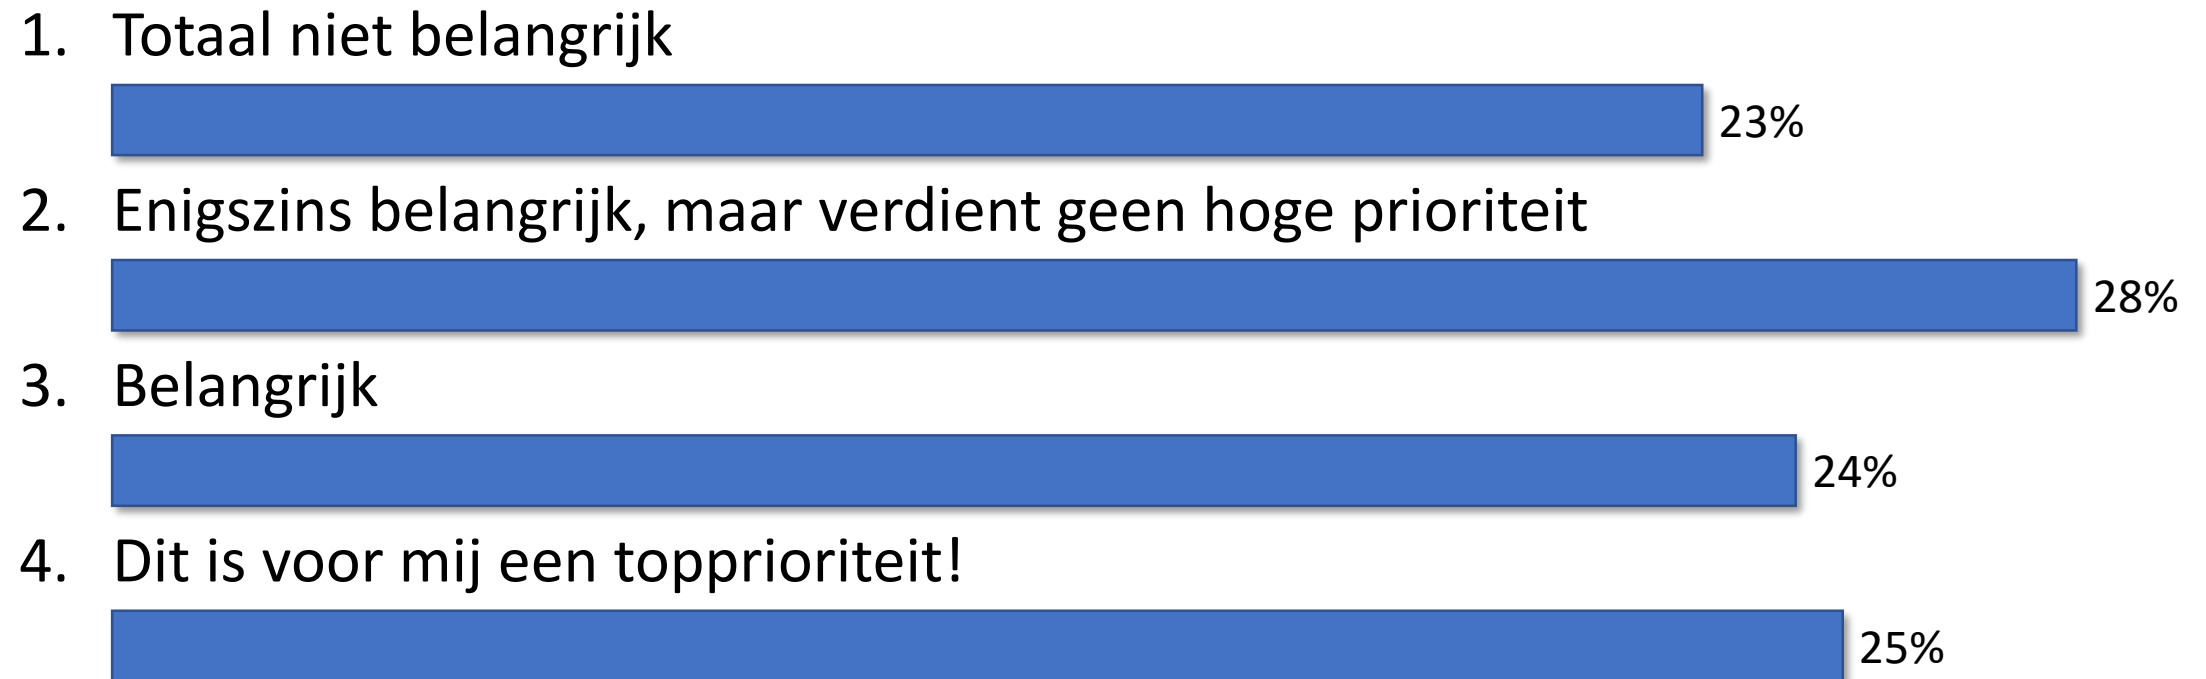 1. Totaal niet belangrijk
23%
2. Enigszins belangrijk, maar verdient geen hoge prioriteit
28%
3. Belangrijk
24%
4. Dit is voor mij een topprioriteit!
25%